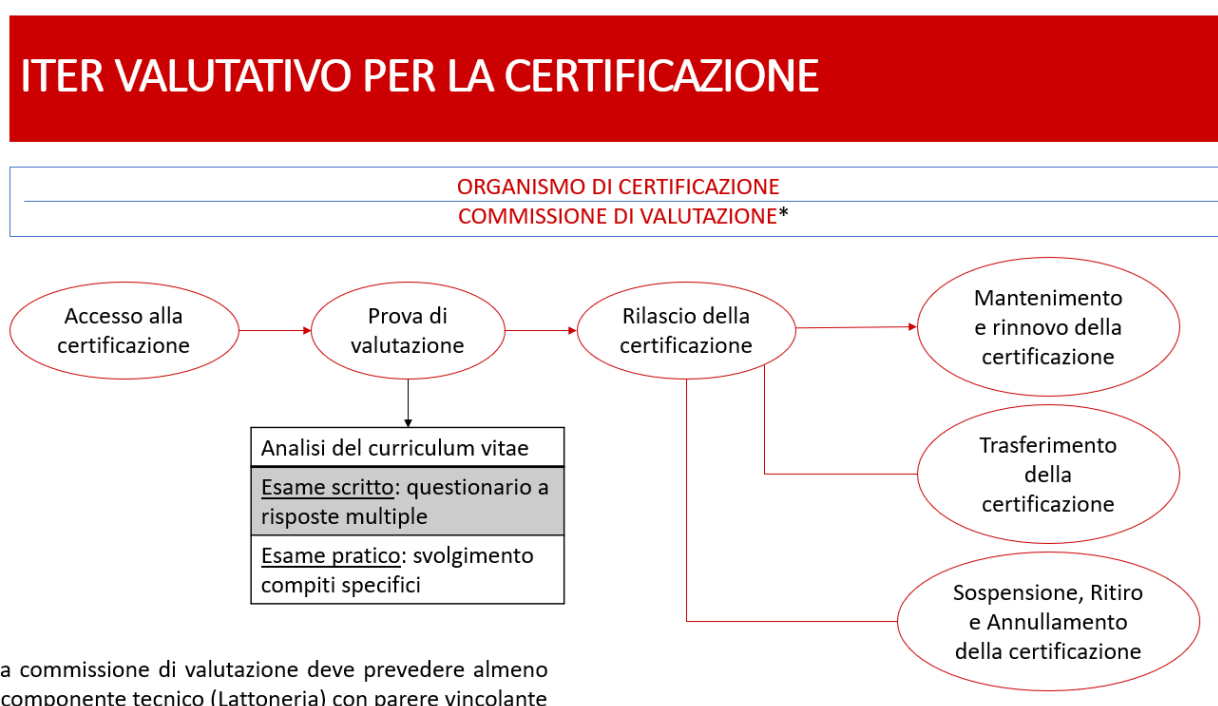 ITER VALUTATIVO PER LA CERTIFICAZIONE
ORGANISMO DI CERTIFICAZIONE
COMMISSIONE DI VALUTAZIONE*
Accesso alla
certificazione
Prova di
valutazione
Rilascio della
certificazione
Mantenimento
e rinnovo della
certificazione
Analisi del curriculum vitae
Esame scritto: questionario a
risposte multiple
Esame pratico: svolgimento
compiti specifici
Trasferimento
della
certificazione
Sospensione, Ritiro
e Annullamento
della certificazione
a commissione di valutazione deve prevedere almeno
componente tecnico (Lattoneria) con parere vincolante